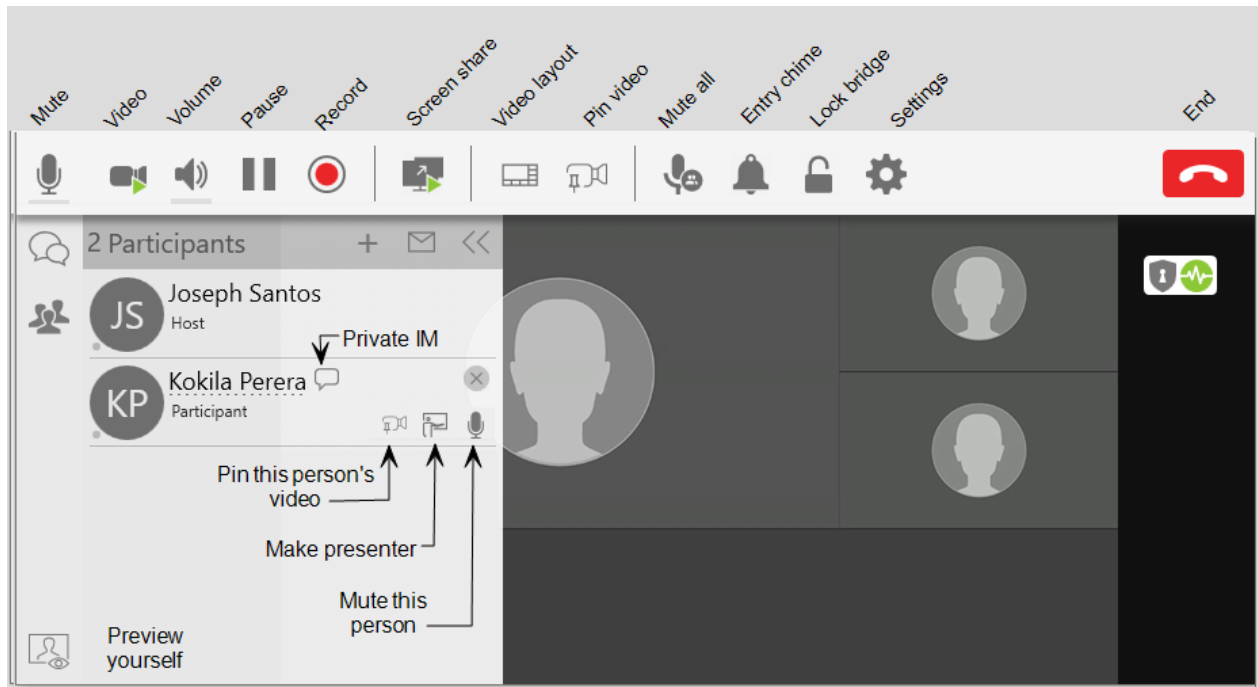 Mute
Video
Volume
Pause
Record
Screen share
Video layout
Pin video
Mute all
Entry chime
Lock bridge
Settings
End
2 Participants
JS
Joseph Santos
Host
Private IM
KP
Kokila Perera
Participant
Pin this person's
video
Make presenter
Mute this
person
Preview
yourself